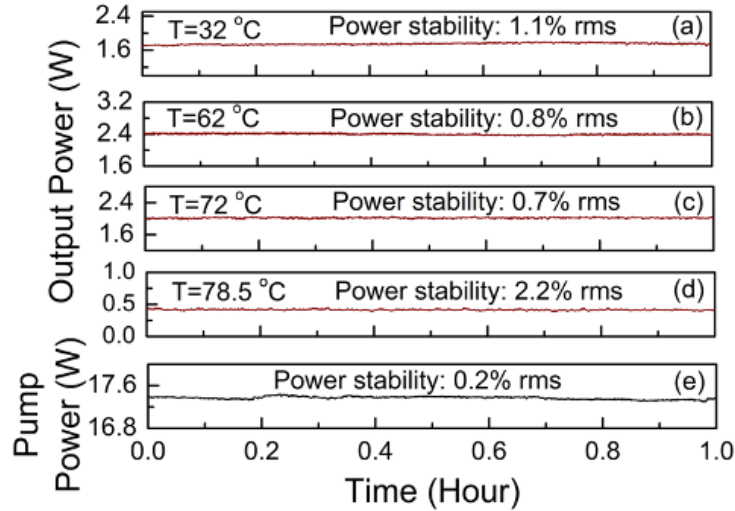 2.4
T=32 °C Power stability: 1.1% rms (a)
1.6
3.2
T=62 °C Power stability: 0.8% rms (b)
2.4
1.6
2.4
T=72 °C Power stability: 0.7% rms (c)
1.6
1.0
T=78.5 °C Power stability: 2.2% rms (d)
0.5
0.0
Output Power (W)
17.6
Power stability: 0.2% rms (e)
16.8
Pump
Power (W)
0.0 0.2 0.4 0.6 0.8 1.0
Time (Hour)